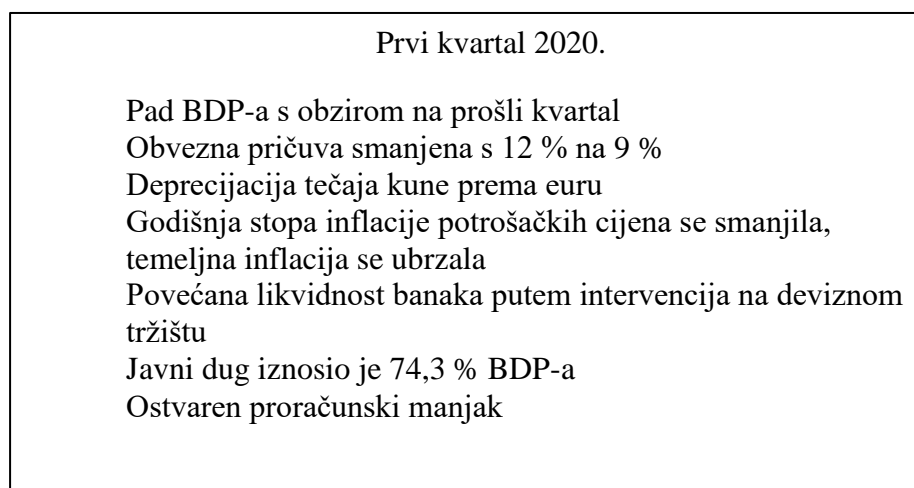 Prvi kvartal 2020.
Pad BDP-a s obzirom na prošli kvartal
Obvezna pričuva smanjena s 12 % na 9 %
Deprecijacija tečaja kune prema euru
Godišnja stopa inflacije potrošačkih cijena se smanjila,
temeljna inflacija se ubrzala
Povećana likvidnost banaka putem intervencija na deviznom
tržištu
Javni dug iznosio je 74,3 % BDP-a
Ostvaren proračunski manjak